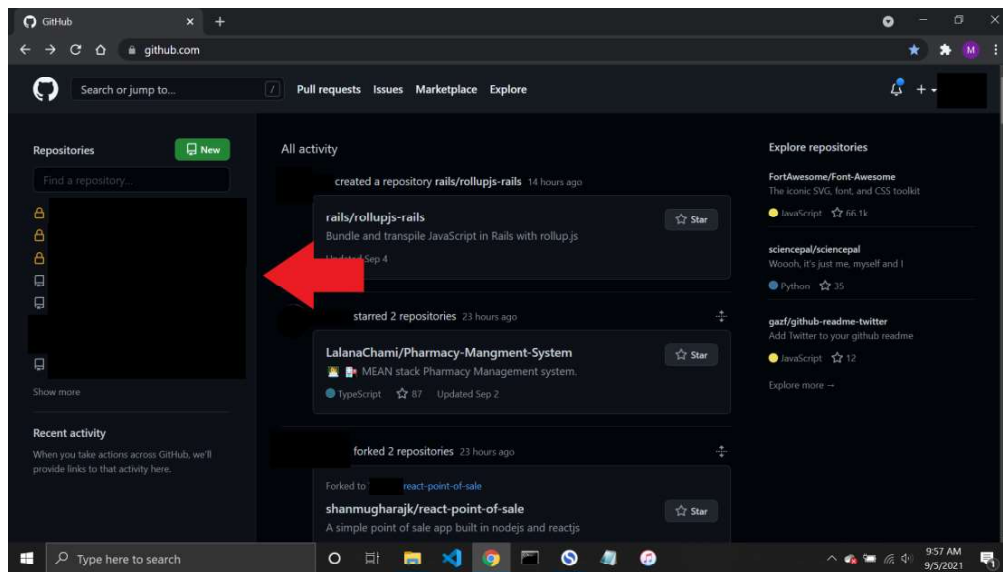 GitHub
github.com
M
Search or jump to...
/
Pull requests Issues Marketplace Explore
Repositories
New
Find a repository...
Show more
Recent activity
When you take actions across GitHub, we'll
provide links to that activity here.
All activity
created a repository rails/rollupjs-rails 14 hours ago
rails/rollupjs-rails
Star
Bundle and transpile JavaScript in Rails with rollup.js
Updated Sep 4
starred 2 repositories 23 hours ago
LalanaChami/Pharmacy-Mangment-System
Star
MEAN stack Pharmacy Management system.
TypeScript 87 Updated Sep 2
forked 2 repositories 23 hours ago
Forked to react-point-of-sale
shanmugharajk/react-point-of-sale
Star
A simple point of sale app built in nodejs and reactjs
Explore repositories
FortAwesome/Font-Awesome
The iconic SVG, font, and CSS toolkit
JavaScript 66.1k
sciencepal/sciencepal
Woooh, it's just me, myself and I
Python 35
gazf/github-readme-twitter
Add Twitter to your github readme
JavaScript 12
Explore more →
Type here to search
9:57 AM
9/5/2021